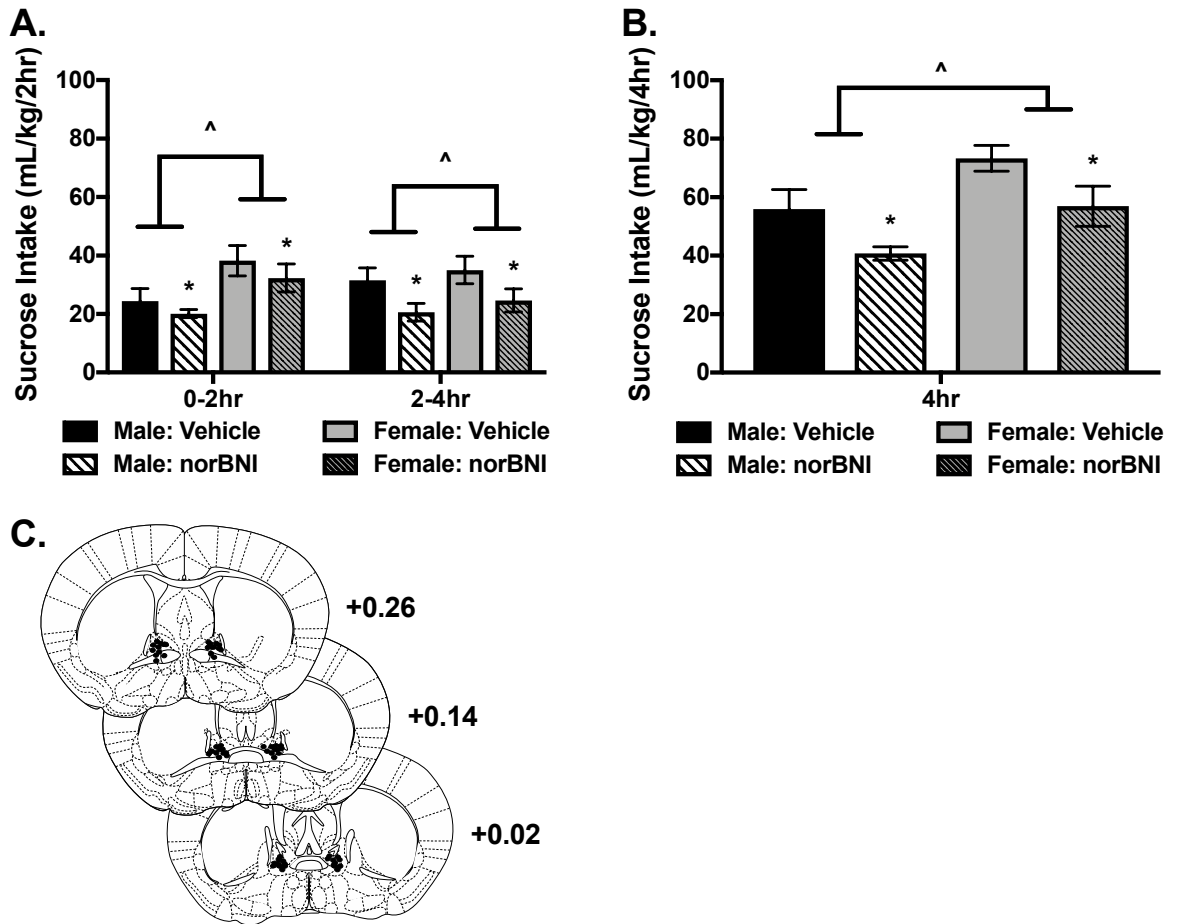 A.
Sucrose Intake (mL/kg/2hr)
100
80
60
40
20
0
^
^
*
*
*
*
0-2hr
2-4hr
Male: Vehicle
Female: Vehicle
Male: norBNI
Female: norBNI
B.
Sucrose Intake (mL/kg/4hr)
100
80
60
40
20
0
^
*
*
4hr
Male: Vehicle
Female: Vehicle
Male: norBNI
Female: norBNI
C.
+0.26
+0.14
+0.02